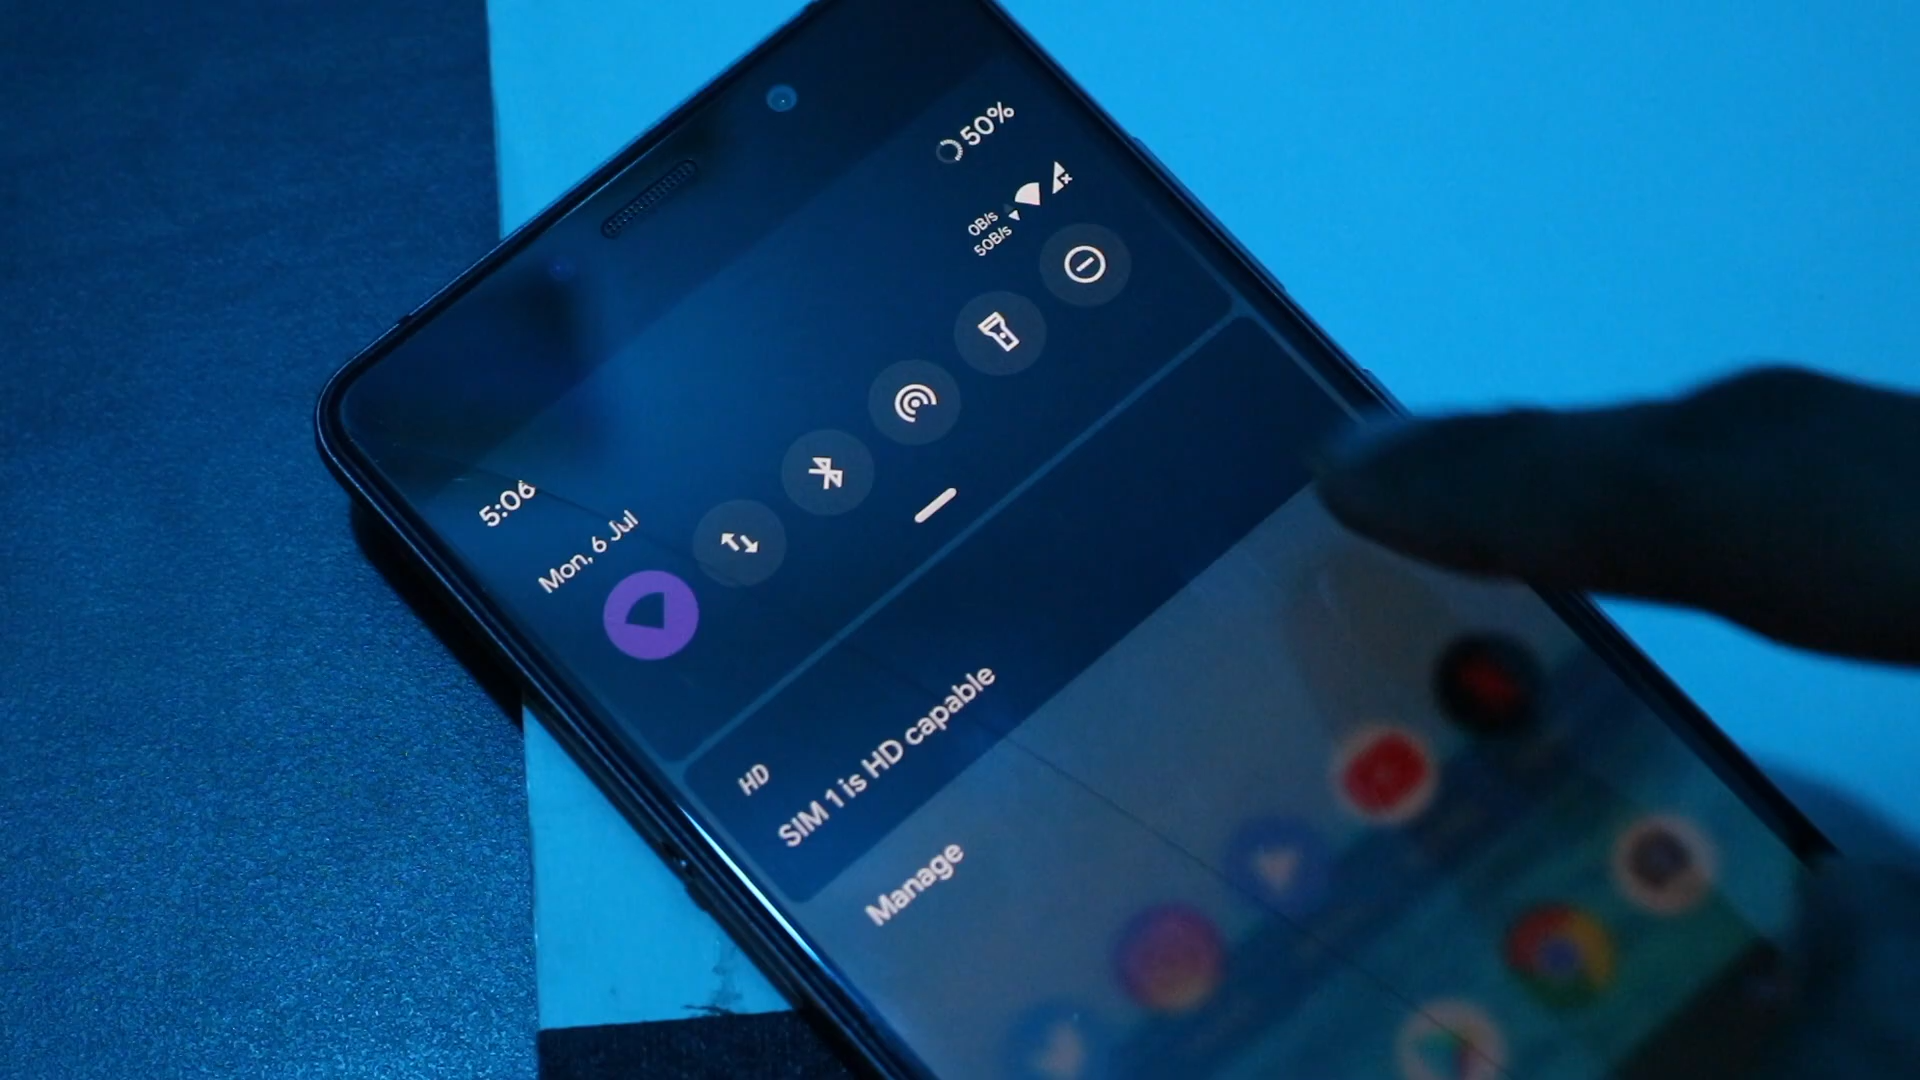 50%
0B/s
50B/s
5:06
Mon, 6 Jul
HD
SIM 1 is HD capable
Manage